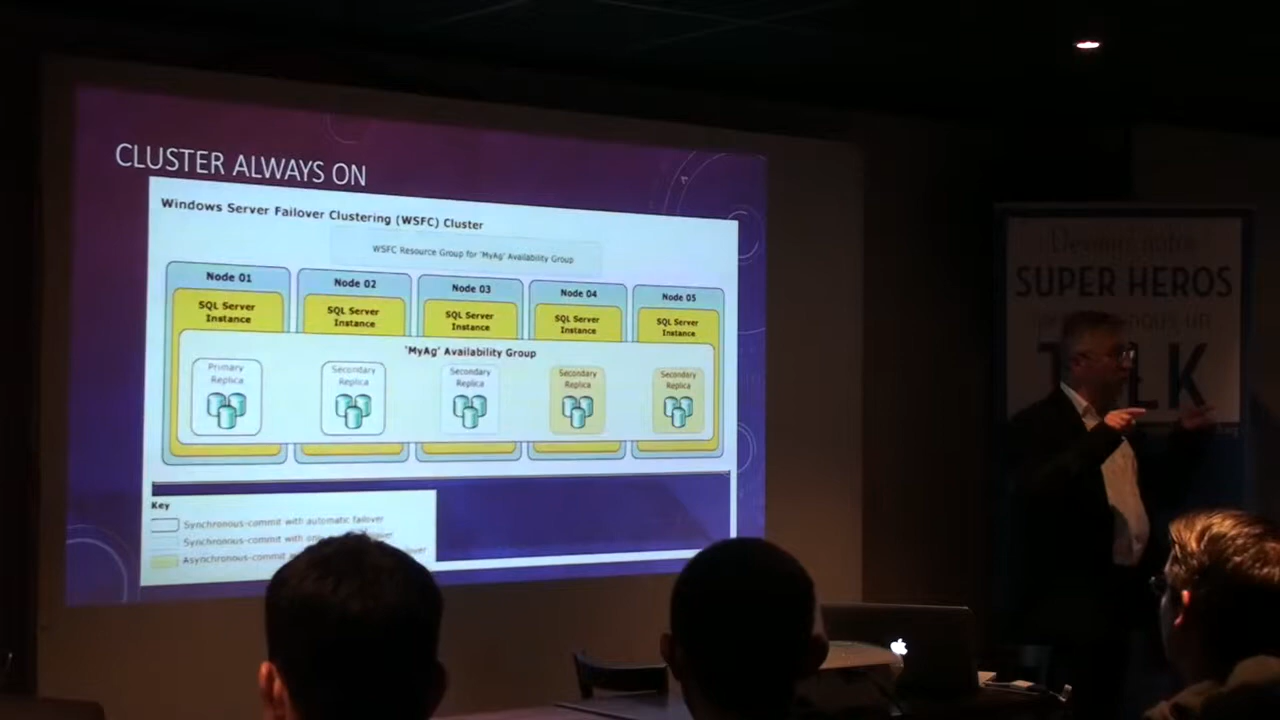 CLUSTER ALWAYS ON
Windows Server Failover Clustering (WSFC) Cluster
WSFC Resource Group for 'MyAg' Availability Group
Node 01
Node 02
Node 03
Node 04
Node 05
SQL Server
Instance
SQL Server
Instance
SQL Server
Instance
SQL Server
Instance
SQL Server
Instance
'MyAg' Availability Group
Primary
Replica
Secondary
Replica
Secondary
Replica
Secondary
Replica
Secondary
Replica
Key
Synchronous-commit with automatic failover
Synchronous-commit with only
Asynchronous-commit
SUPER HEROS